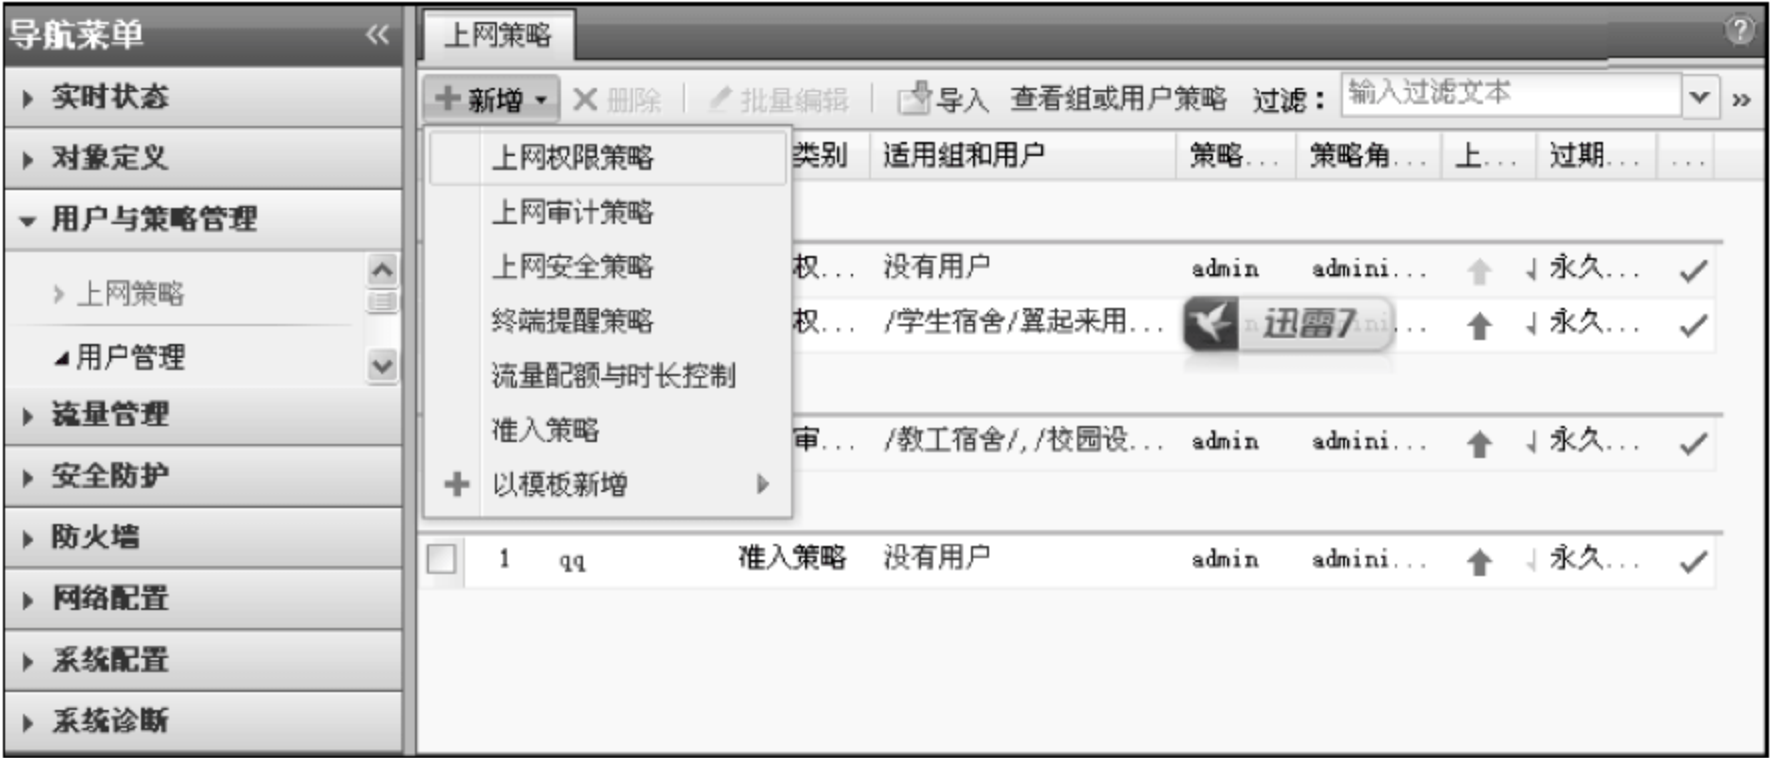 导航菜单
实时状态
对象定义
用户与策略管理
上网策略
用户管理
流量管理
安全防护
防火墙
网络配置
系统配置
系统诊断
上网策略
新增 删除 批量编辑 导入 查看组或用户策略 过滤： 输入过滤文本
上网权限策略
上网审计策略
上网安全策略
终端提醒策略
流量配额与时长控制
准入策略
以模板新增
类别 适用组和用户 策略... 策略角... 上... 过期... ...
权... 没有用户 admin admini... 永久...
权... /学生宿舍/翼起来用... 迅雷7 永久...
审... /教工宿舍/,/校园设... admin admini... 永久...
1 qq 准入策略 没有用户 admin admini... 永久...